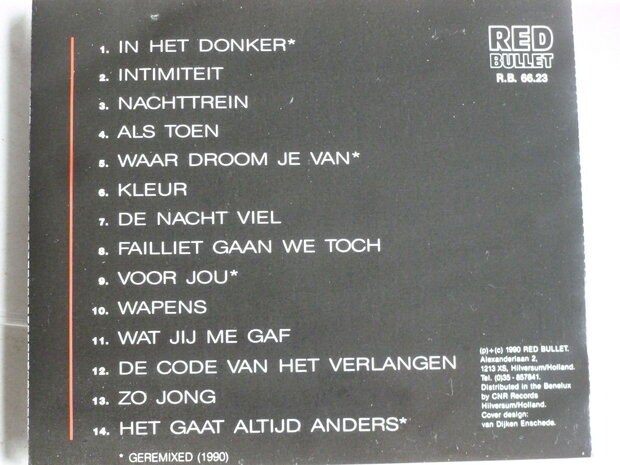 1. IN HET DONKER*
2. INTIMITEIT
3. NACHTTREIN
4. ALS TOEN
5. WAAR DROOM JE VAN*
6. KLEUR
7. DE NACHT VIEL
8. FAILLIET GAAN WE TOCH
9. VOOR JOU*
10. WAPENS
11. WAT JIJ ME GAF
12. DE CODE VAN HET VERLANGEN
13. ZO JONG
14. HET GAAT ALTIJD ANDERS*
* GEREMIXED (1990)
RED
BULLET
R.B. 66.23
(p)+(c) 1990 RED BULLET.
Alexanderlaan 2,
1213 XS, Hilversum/Holland.
Tel. (0)35 - 857841.
Distributed in the Benelux
by CNR Records
Hilversum/Holland.
Cover design:
van Dijken Enschede.